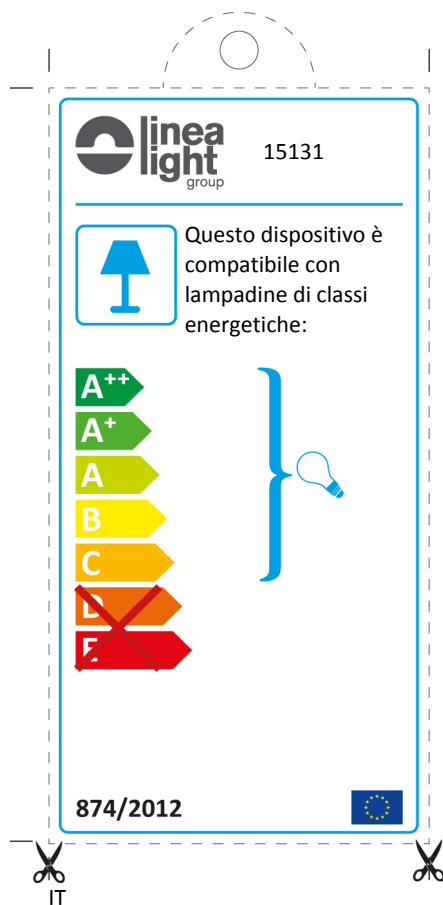 linea
light
group
15131
Questo dispositivo è
compatibile con
lampadine di classi
energetiche:
A++
A+
A
B
C
D
E
874/2012
IT